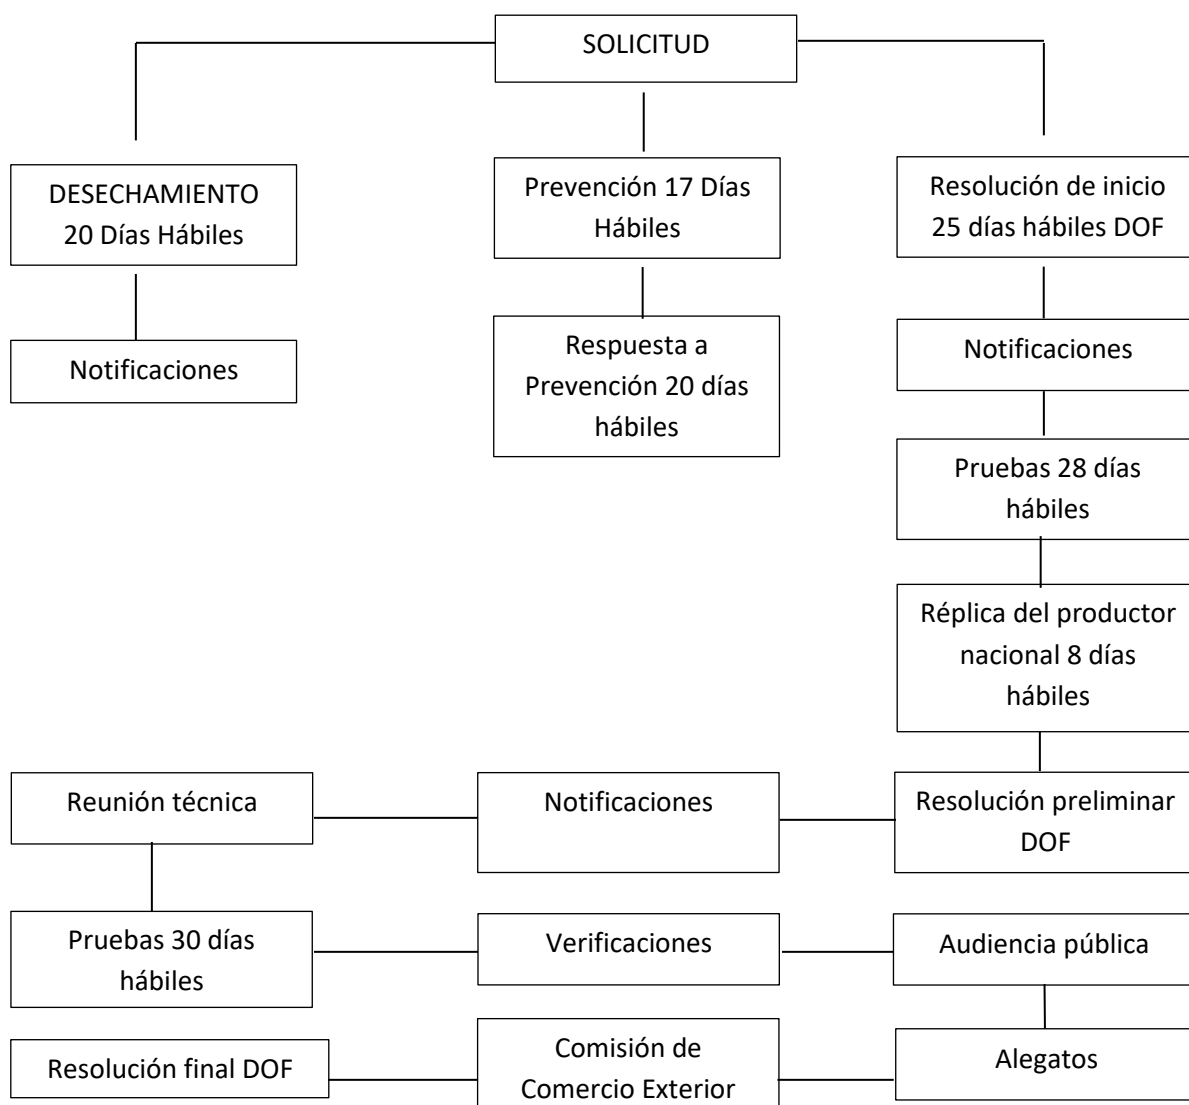 SOLICITUD
DESECHAMIENTO
20 Días Hábiles
Prevención 17 Días
Hábiles
Resolución de inicio
25 días hábiles DOF
Notificaciones
Respuesta a
Prevención 20 días
hábiles
Notificaciones
Pruebas 28 días
hábiles
Réplica del productor
nacional 8 días
hábiles
Reunión técnica
Notificaciones
Resolución preliminar
DOF
Pruebas 30 días
hábiles
Verificaciones
Audiencia pública
Resolución final DOF
Comisión de
Comercio Exterior
Alegatos